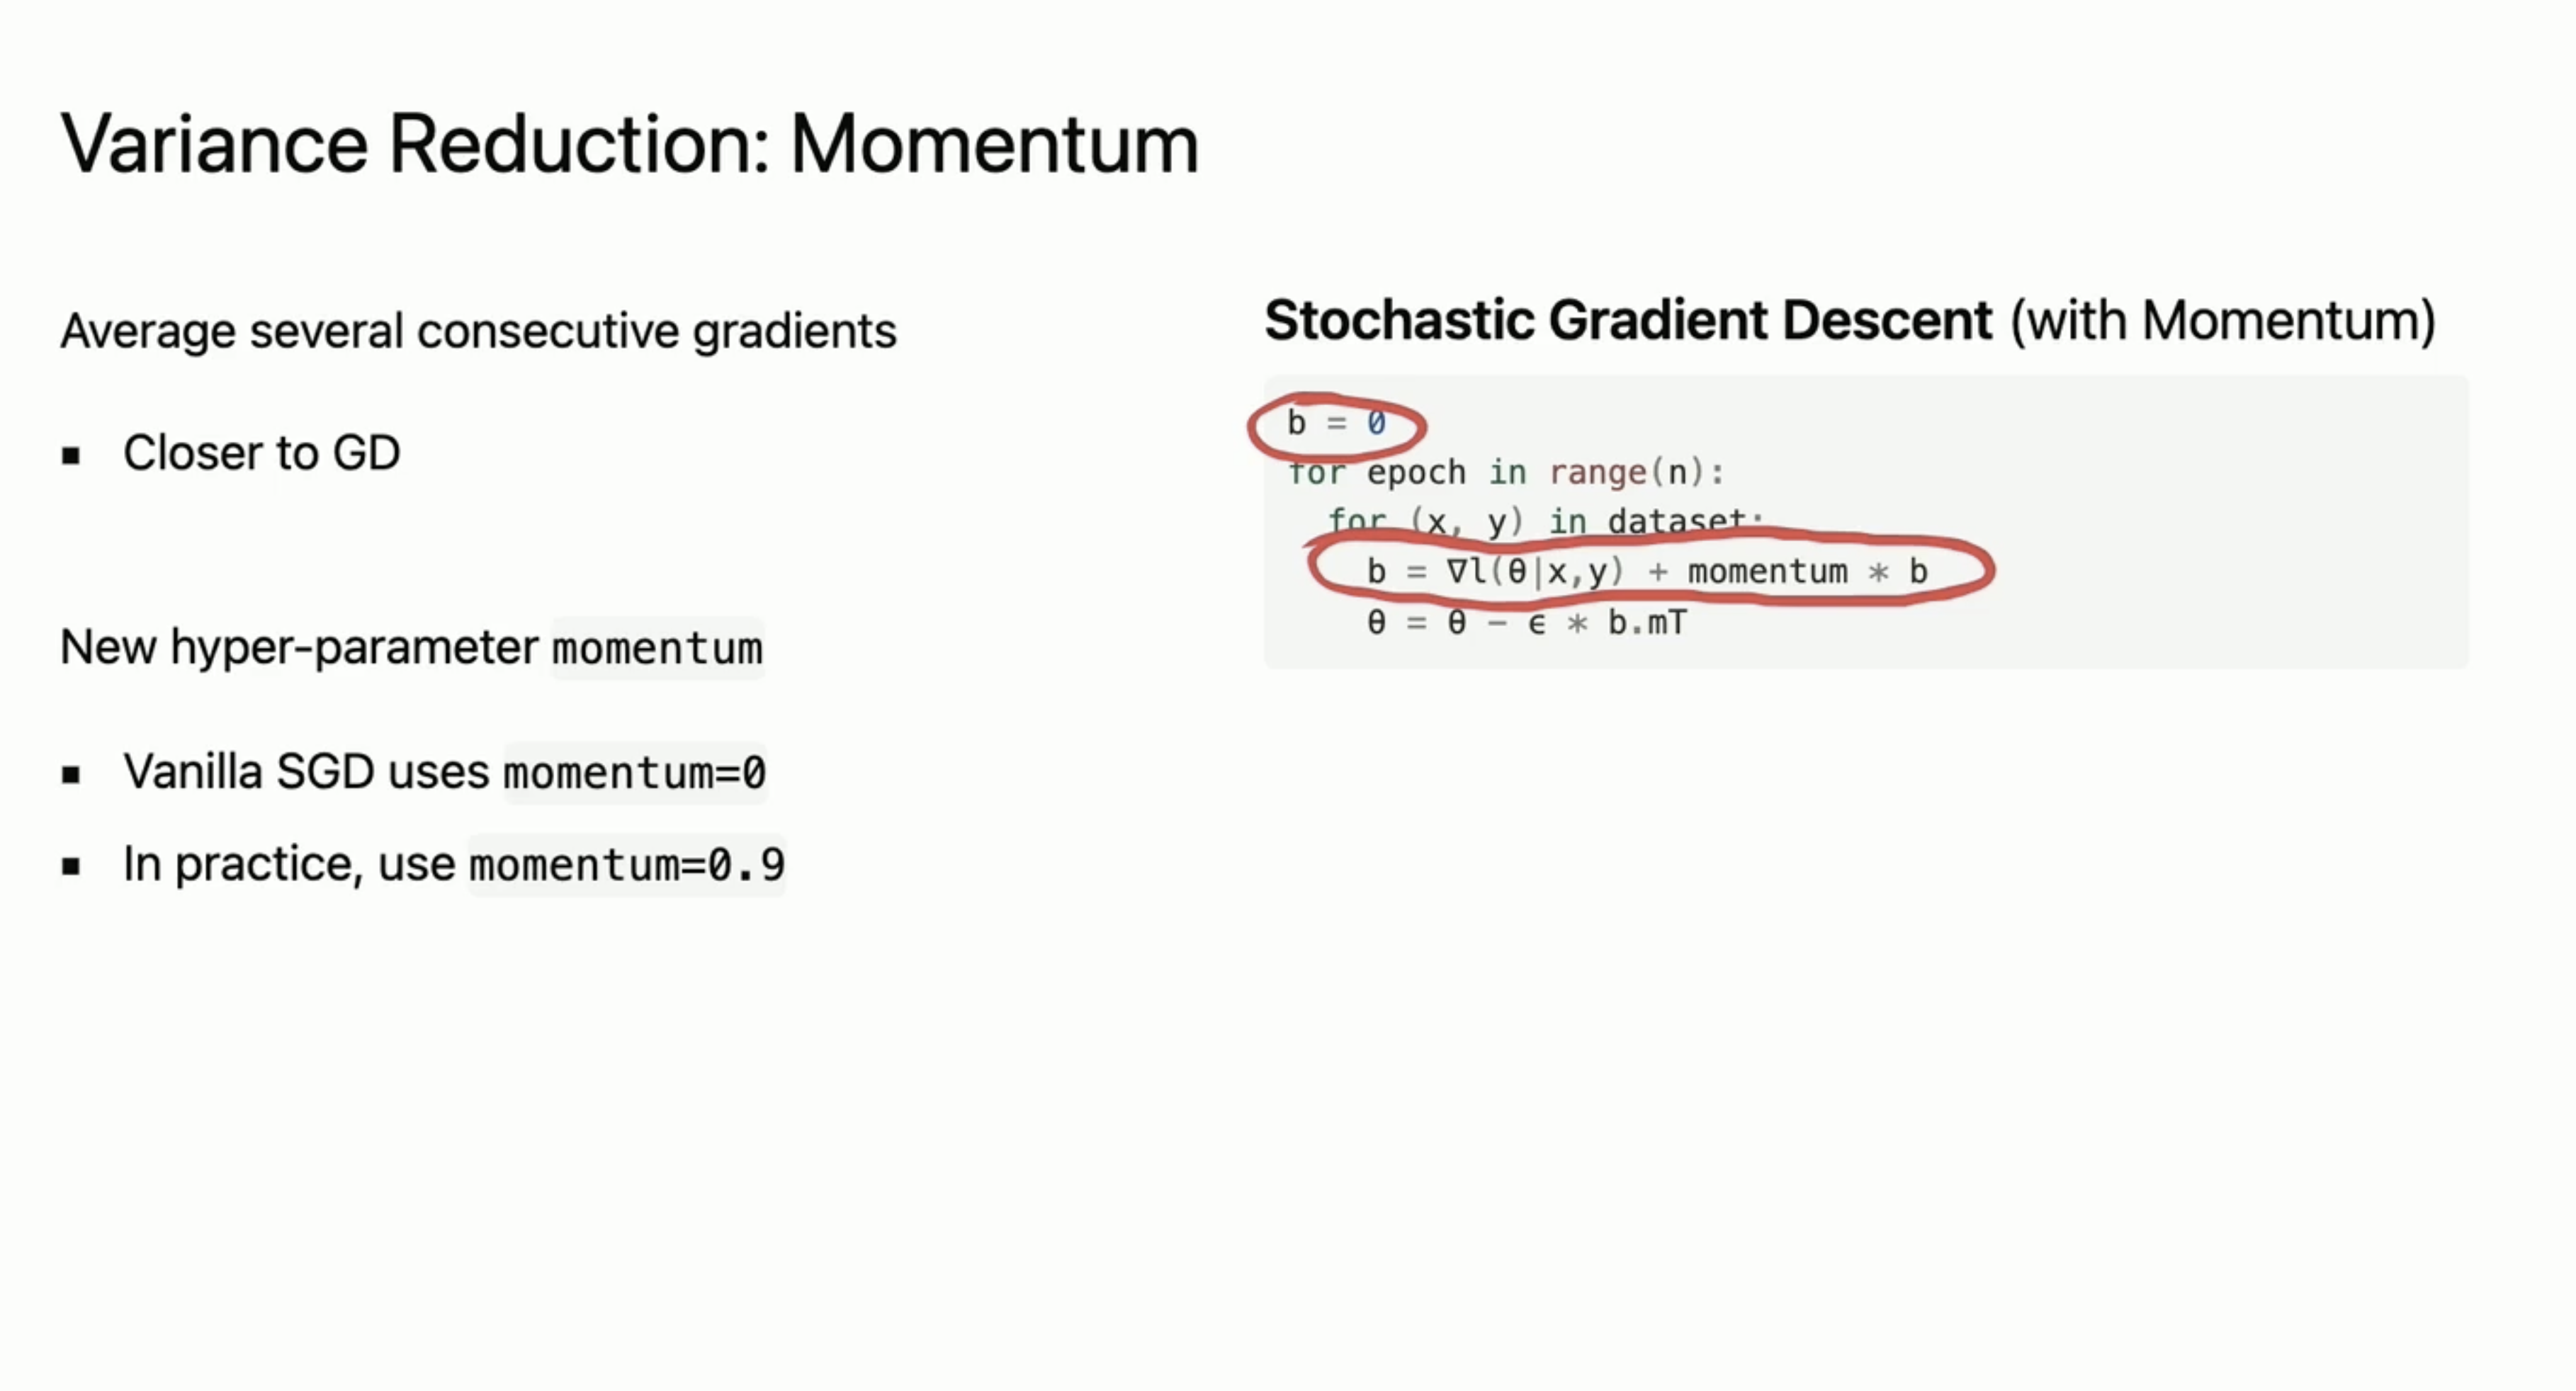 Variance Reduction: Momentum
Average several consecutive gradients
▪ Closer to GD
New hyper-parameter momentum
▪ Vanilla SGD uses momentum=0
▪ In practice, use momentum=0.9
Stochastic Gradient Descent (with Momentum)
b = 0
for epoch in range(n):
for (x, y) in dataset:
b = ∇l(θ|x,y) + momentum * b
θ = θ - ϵ * b.mT